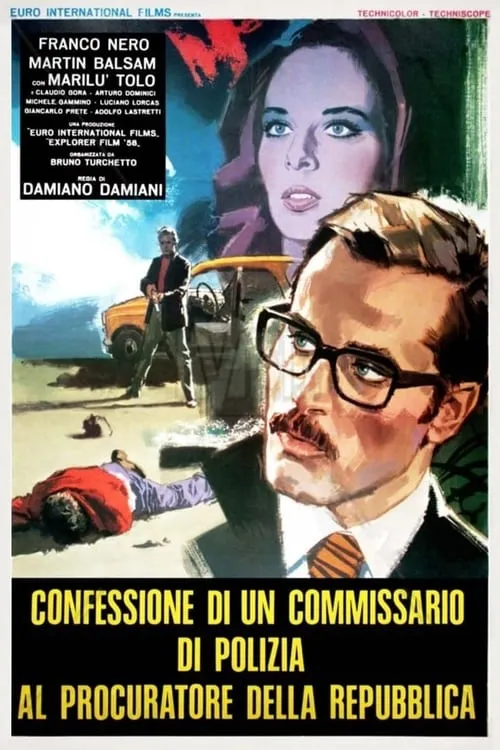 EURO INTERNATIONAL FILMS PRESENTA
TECHNICOLOR - TECHNISCOPE
FRANCO NERO
MARTIN BALSAM
CON MARILU' TOLO
E CLAUDIO GORA - ARTURO DOMINICI
MICHELE GAMMINO - LUCIANO LORCAS
GIANCARLO PRETE - ADOLFO LASTRETTI
UNA PRODUZIONE
"EURO INTERNATIONAL FILMS,
"EXPLORER FILM '58,
ORGANIZZATA DA
BRUNO TURCHETTO
REGIA DI
DAMIANO DAMIANI
CONFESSIONE DI UN COMMISSARIO
DI POLIZIA
AL PROCURATORE DELLA REPUBBLICA